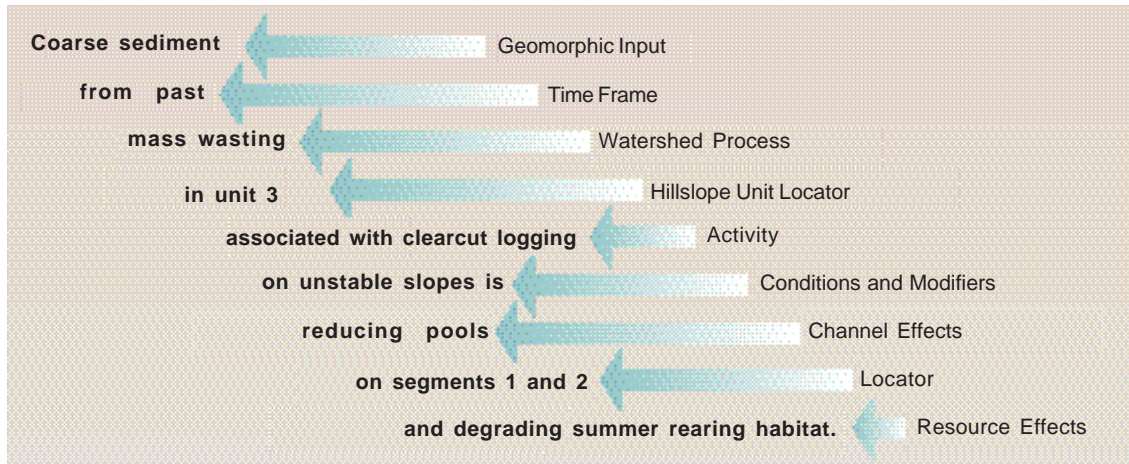 Coarse sediment Geomorphic Input
from past Time Frame
mass wasting Watershed Process
in unit 3 Hillslope Unit Locator
associated with clearcut logging Activity
on unstable slopes is Conditions and Modifiers
reducing pools Channel Effects
on segments 1 and 2 Locator
and degrading summer rearing habitat. Resource Effects